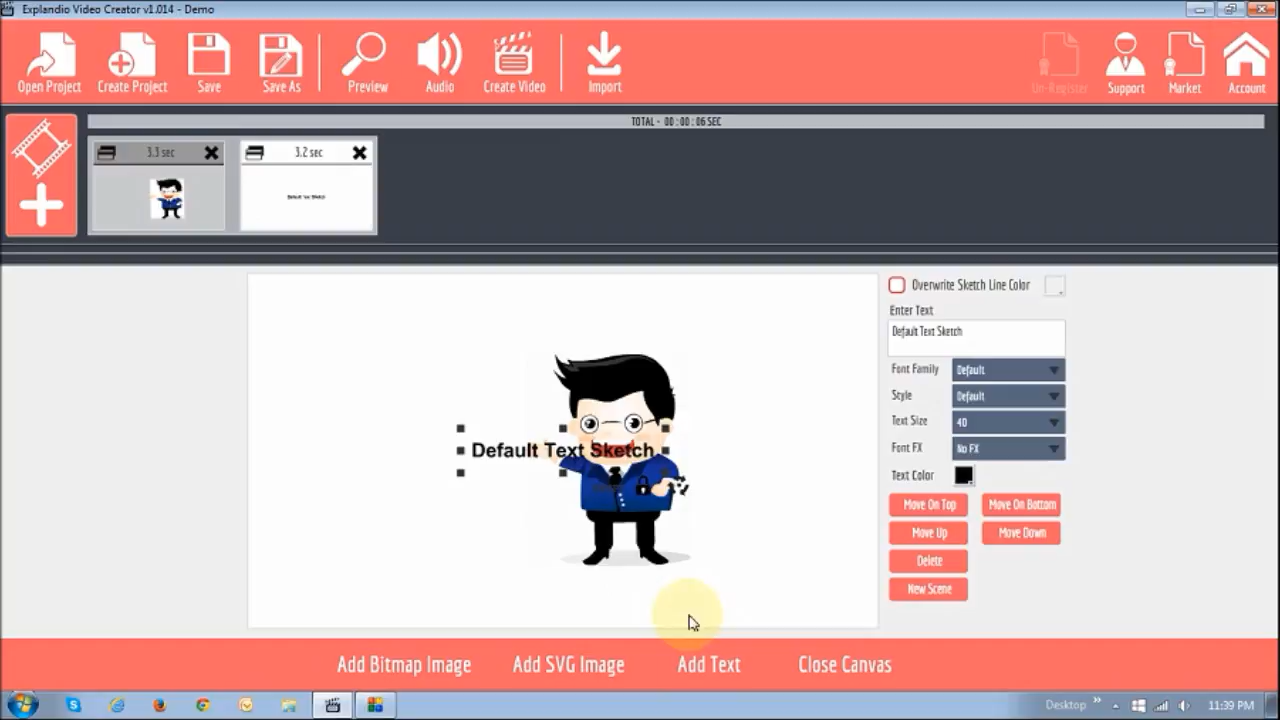 Explandio Video Creator v1.014 - Demo
Open Project
Create Project
Save
Save As
Preview
Audio
Create Video
Import
Un-Register
Support
Market
Account
TOTAL - 00 : 00 : 06 SEC
3.3 sec
3.2 sec
Default Text Sketch
Overwrite Sketch Line Color
Enter Text
Default Text Sketch
Font Family
Default
Style
Default
Text Size
40
Font FX
No FX
Text Color
Move On Top
Move On Bottom
Move Up
Move Down
Delete
New Scene
Default Text Sketch
Add Bitmap Image
Add SVG Image
Add Text
Close Canvas
Desktop
11:39 PM